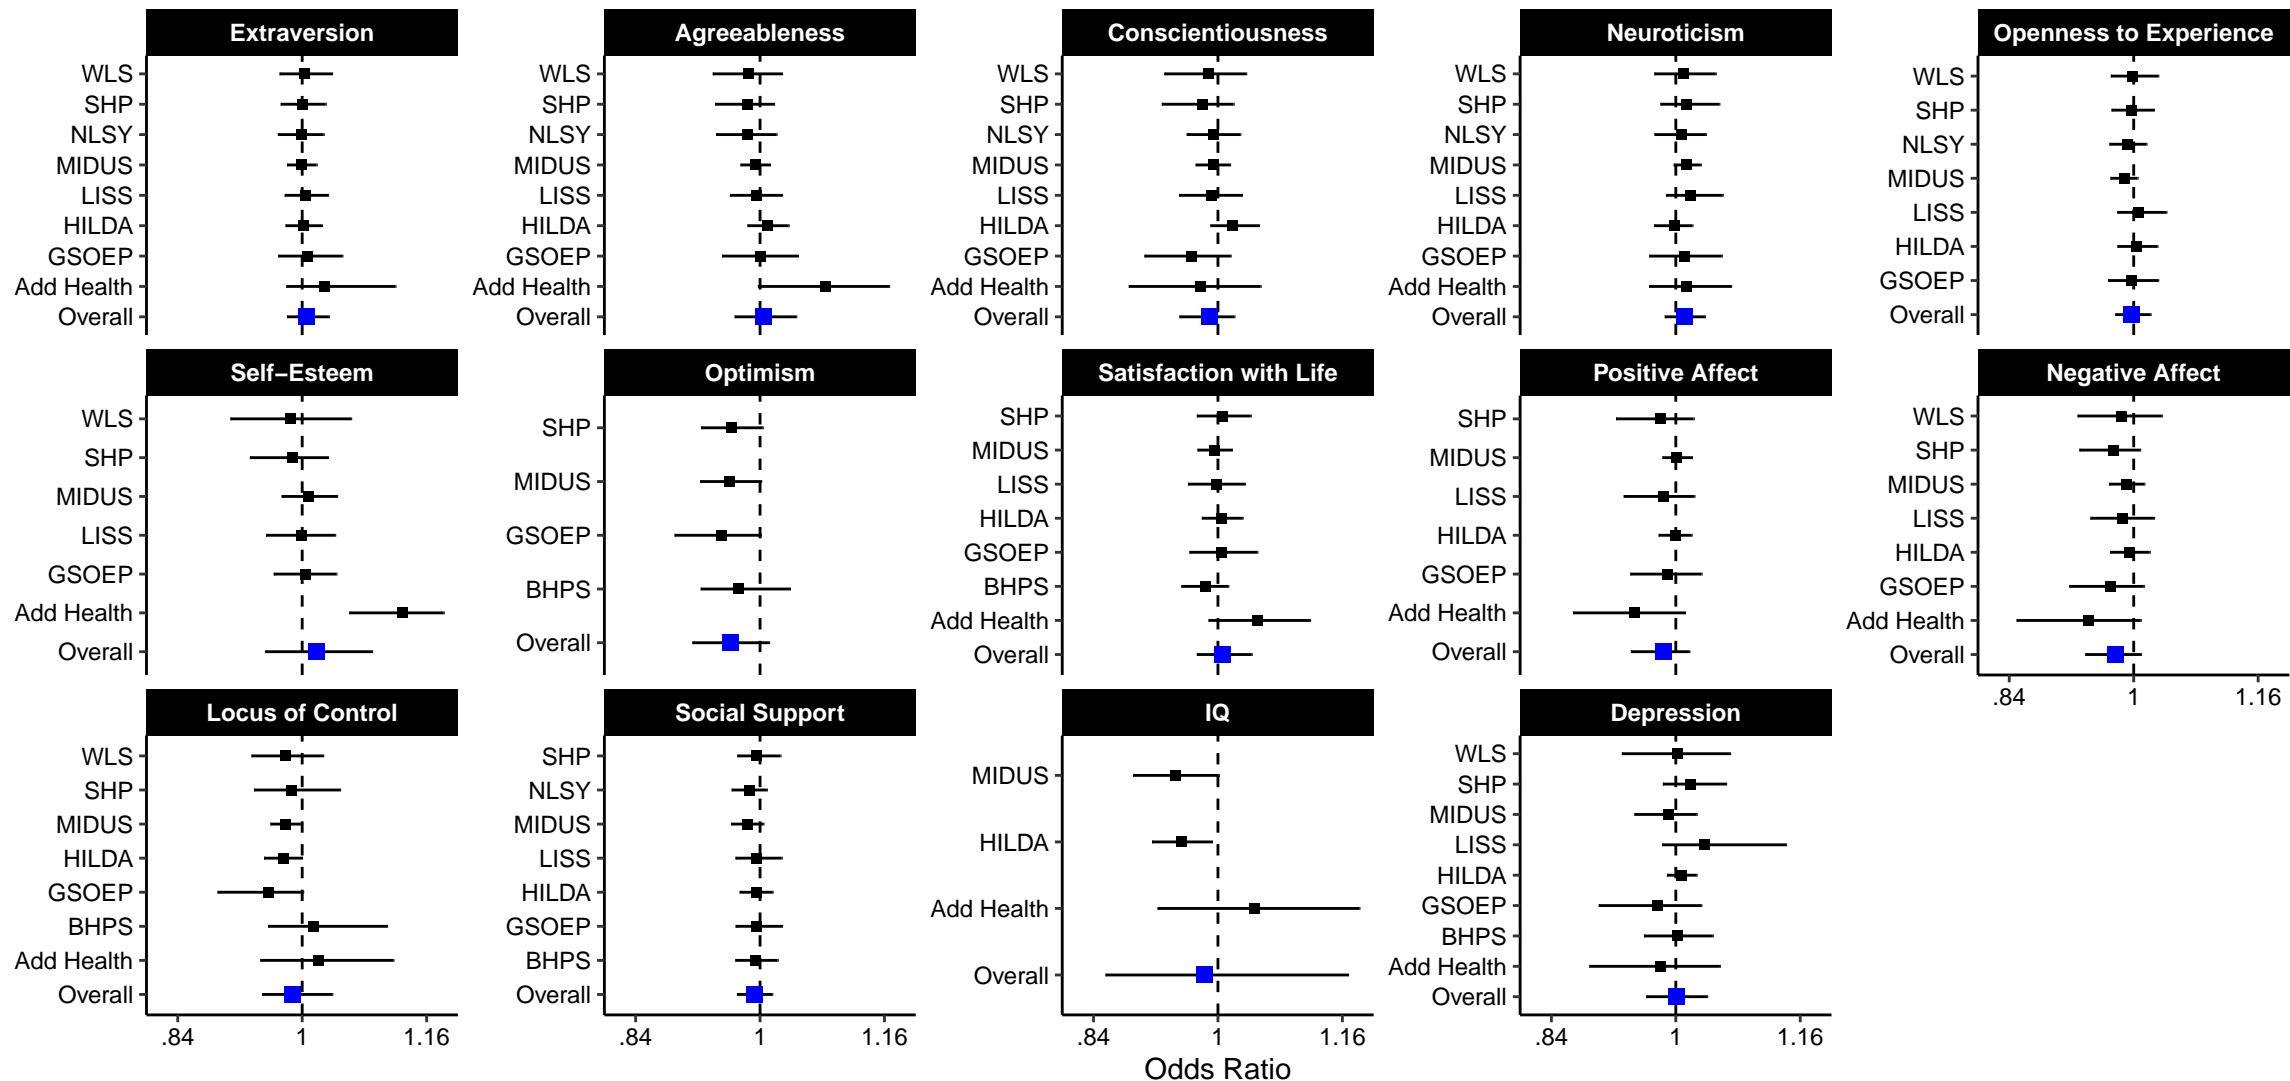 Extraversion
WLS
SHP
NLSY
MIDUS
LISS
HILDA
GSOEP
Add Health
Overall
Agreeableness
WLS
SHP
NLSY
MIDUS
LISS
HILDA
GSOEP
Add Health
Overall
Conscientiousness
WLS
SHP
NLSY
MIDUS
LISS
HILDA
GSOEP
Add Health
Overall
Neuroticism
WLS
SHP
NLSY
MIDUS
LISS
HILDA
GSOEP
Add Health
Overall
Openness to Experience
WLS
SHP
NLSY
MIDUS
LISS
HILDA
GSOEP
Overall
Self−Esteem
WLS
SHP
MIDUS
LISS
GSOEP
Add Health
Overall
Optimism
SHP
MIDUS
GSOEP
BHPS
Overall
Satisfaction with Life
SHP
MIDUS
LISS
HILDA
GSOEP
BHPS
Add Health
Overall
Positive Affect
SHP
MIDUS
LISS
HILDA
GSOEP
Add Health
Overall
Negative Affect
WLS
SHP
MIDUS
LISS
HILDA
GSOEP
Add Health
Overall
.84 1 1.16
Locus of Control
WLS
SHP
MIDUS
HILDA
GSOEP
BHPS
Add Health
Overall
.84 1 1.16
Social Support
SHP
NLSY
MIDUS
LISS
HILDA
GSOEP
BHPS
Overall
.84 1 1.16
IQ
MIDUS
HILDA
Add Health
Overall
.84 1 1.16
Depression
WLS
SHP
MIDUS
LISS
HILDA
GSOEP
BHPS
Add Health
Overall
.84 1 1.16
Odds Ratio